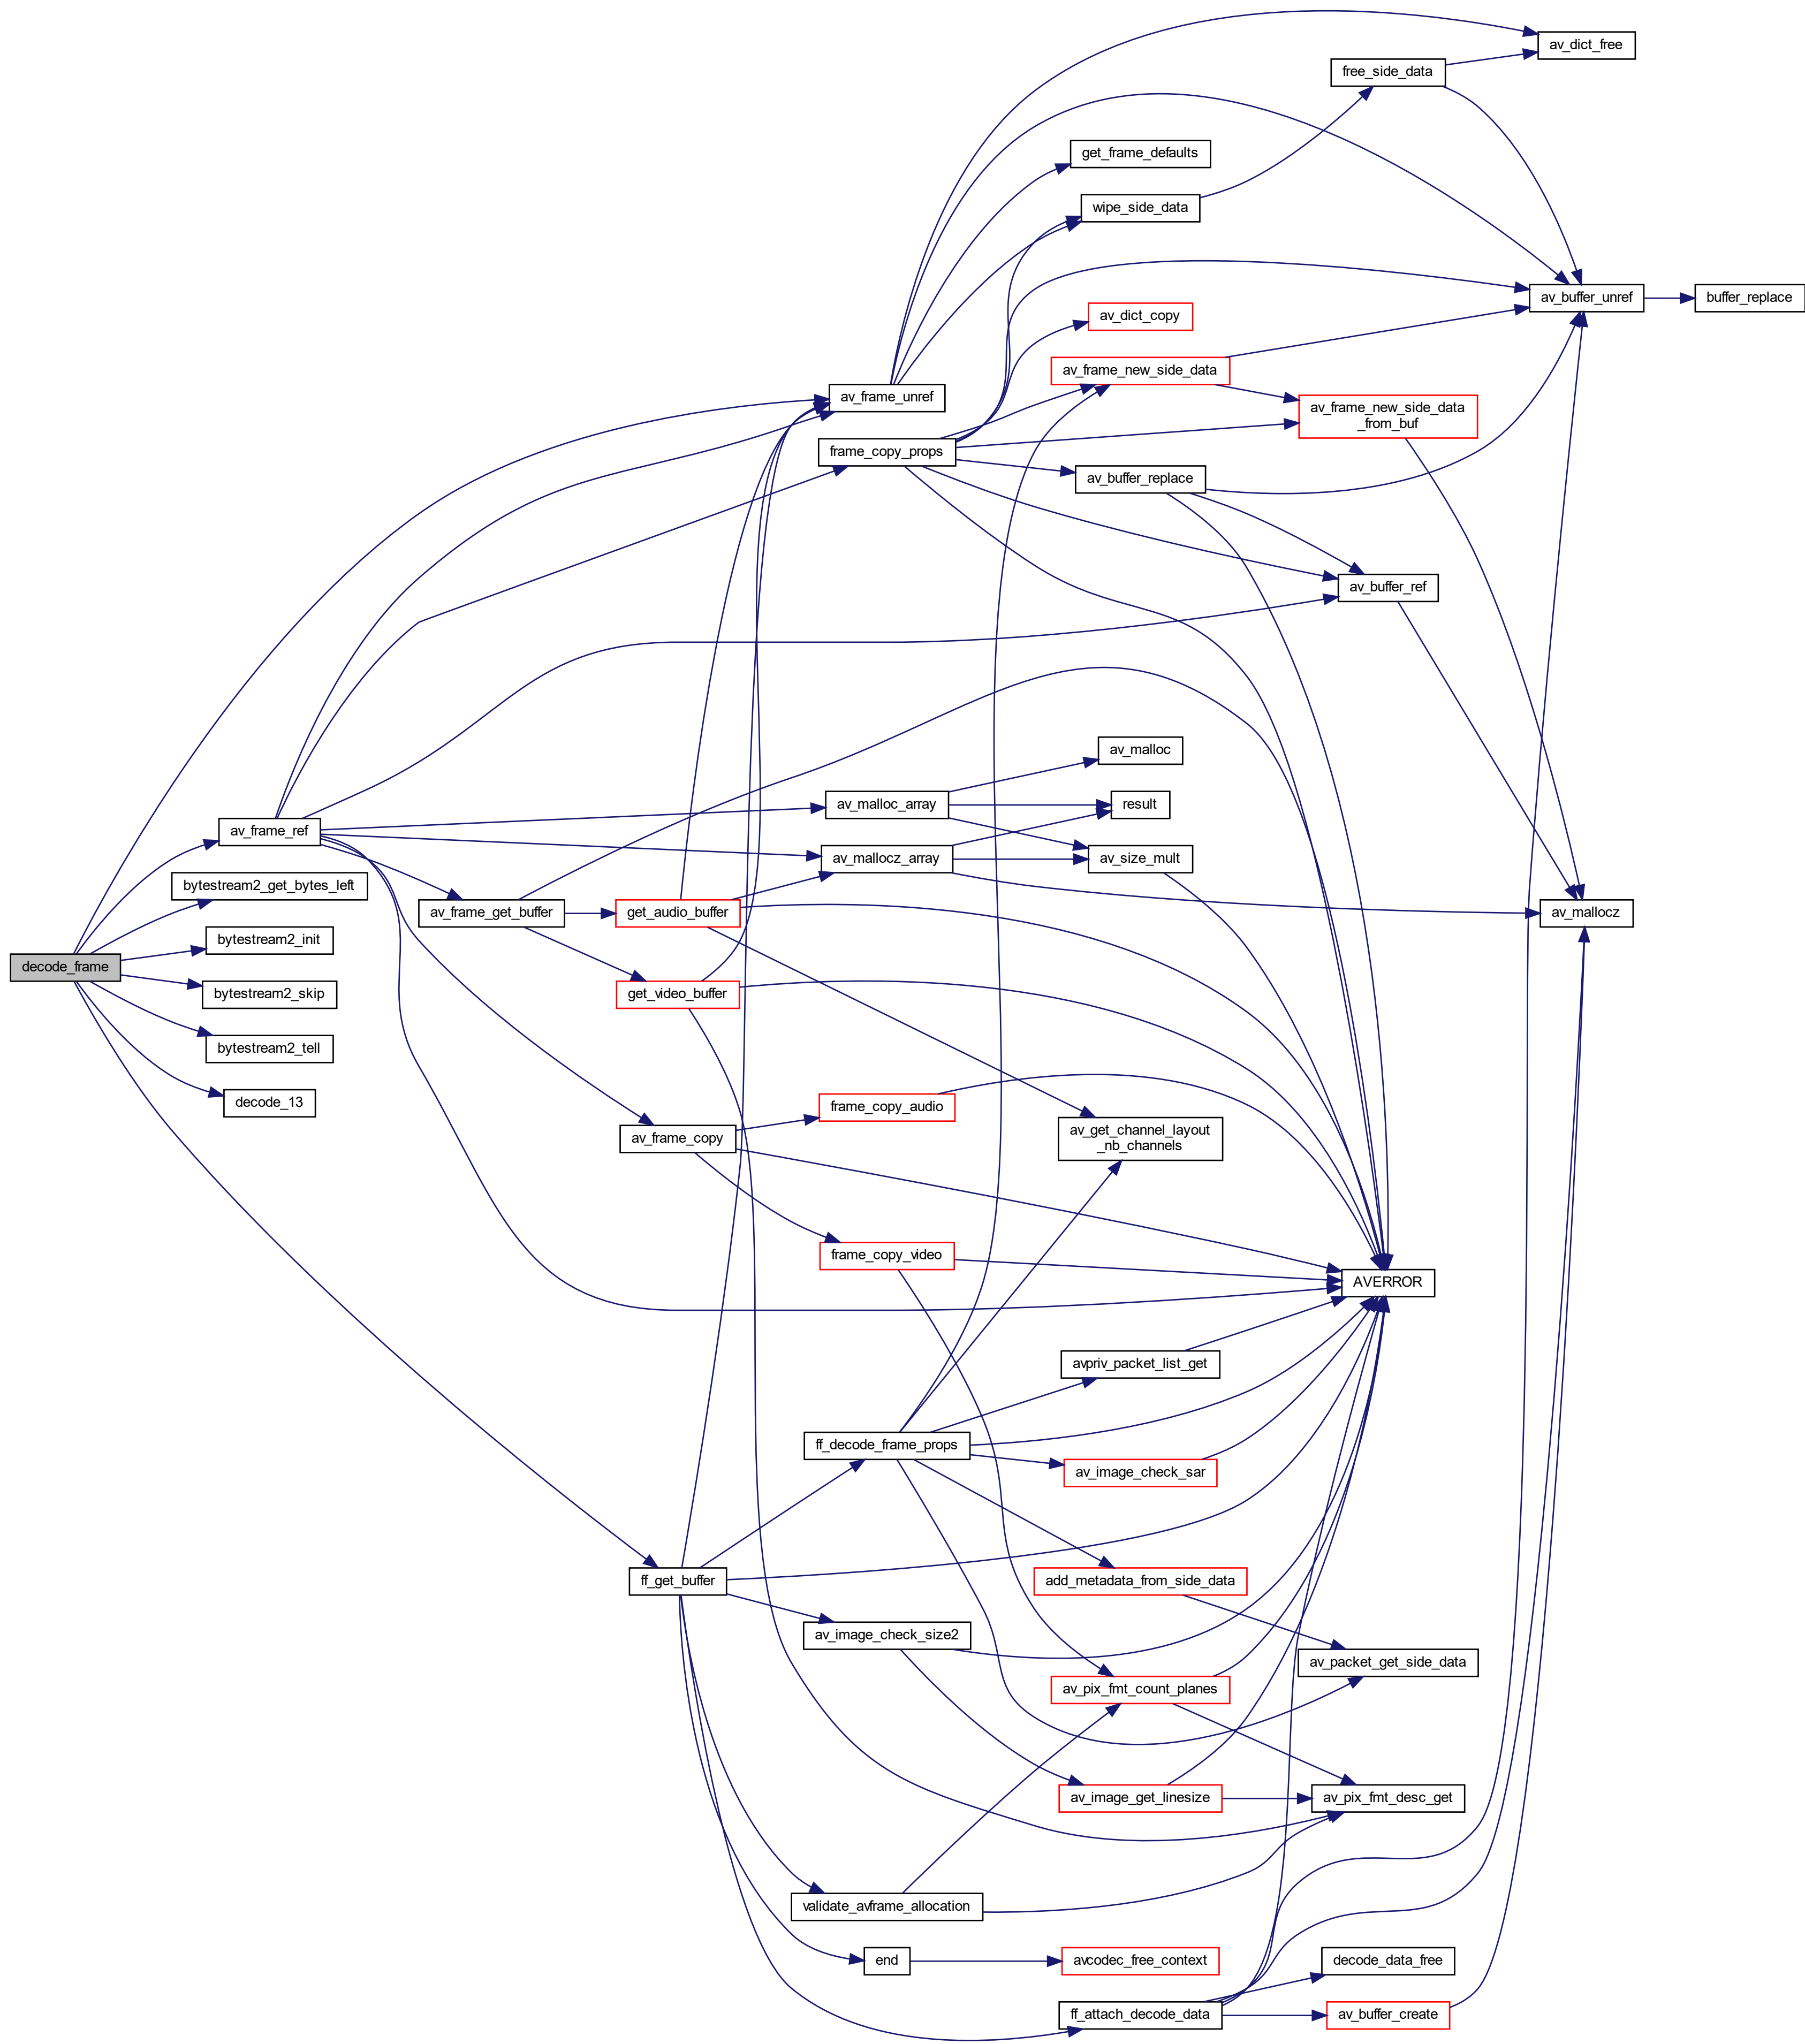 av_dict_free
free_side_data
get_frame_defaults
wipe_side_data
av_buffer_unref
buffer_replace
av_dict_copy
av_frame_new_side_data
av_frame_unref
av_frame_new_side_data
_from_buf
frame_copy_props
av_buffer_replace
av_buffer_ref
av_malloc
av_malloc_array
result
av_frame_ref
av_mallocz_array
av_size_mult
bytestream2_get_bytes_left
av_frame_get_buffer
get_audio_buffer
av_mallocz
bytestream2_init
decode_frame
bytestream2_skip
get_video_buffer
bytestream2_tell
decode_13
frame_copy_audio
av_frame_copy
av_get_channel_layout
_nb_channels
frame_copy_video
AVERROR
avpriv_packet_list_get
ff_decode_frame_props
av_image_check_sar
ff_get_buffer
add_metadata_from_side_data
av_image_check_size2
av_packet_get_side_data
av_pix_fmt_count_planes
av_image_get_linesize
av_pix_fmt_desc_get
validate_avframe_allocation
end
avcodec_free_context
decode_data_free
ff_attach_decode_data
av_buffer_create